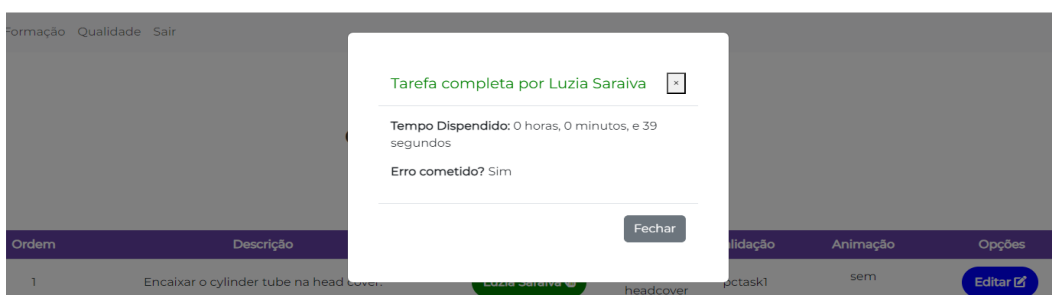 Formação Qualidade Sair
Tarefa completa por Luzia Saraiva ×
Tempo Dispendido: 0 horas, 0 minutos, e 39
segundos
Erro cometido? Sim
Fechar
Ordem Descrição Animação Opções
1 Encaixar o cylinder tube na head cover. Luzia Saraiva headcover pctask1 sem Editar